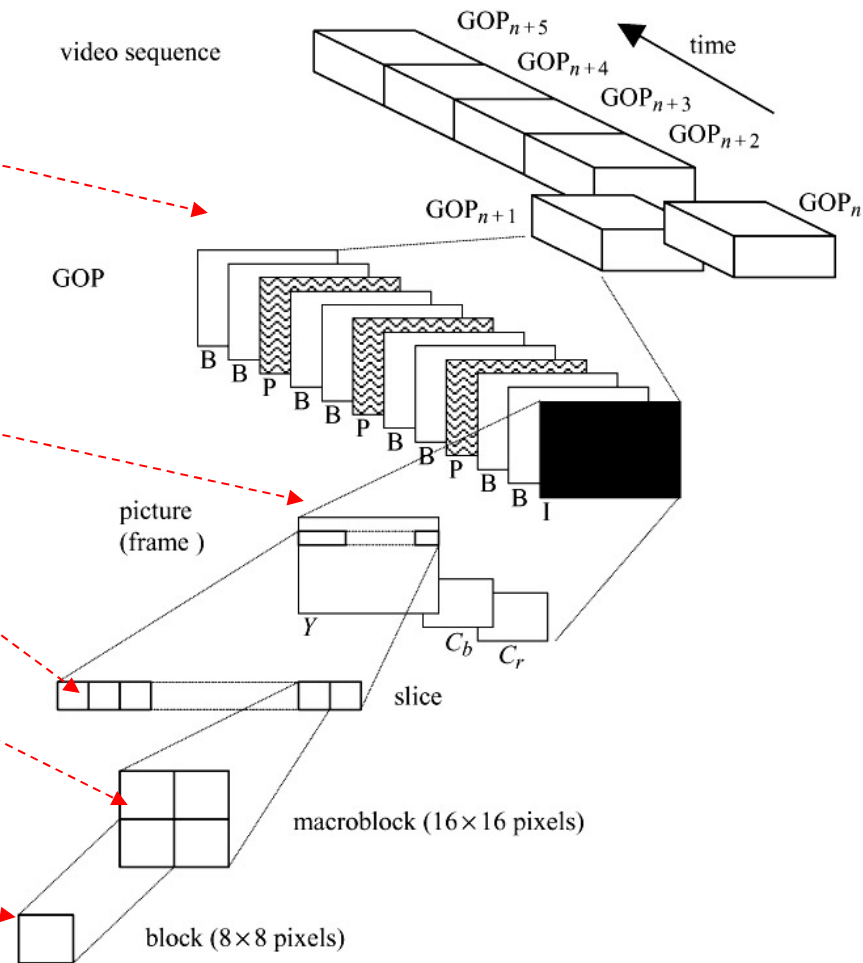 GOPn+5
time
video sequence
GOPn+4
GOPn+3
GOPn+2
GOPn+1
GOPn
GOP
B
B
P
B
B
P
B
B
P
B
B
I
picture
(frame )
Y
Cb
Cr
slice
macroblock (16×16 pixels)
block (8×8 pixels)